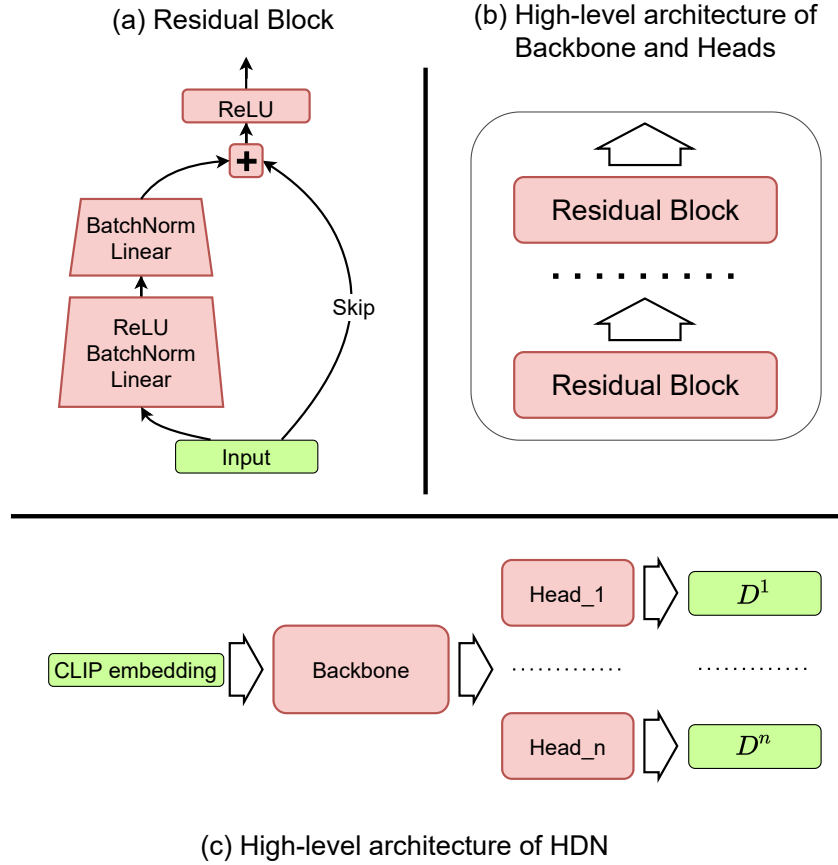 (a) Residual Block
ReLU
+
BatchNorm
Linear
ReLU
BatchNorm
Linear
Skip
Input
(b) High-level architecture of
Backbone and Heads
Residual Block
Residual Block
CLIP embedding
Backbone
Head_1
D^1
Head_n
D^n
(c) High-level architecture of HDN